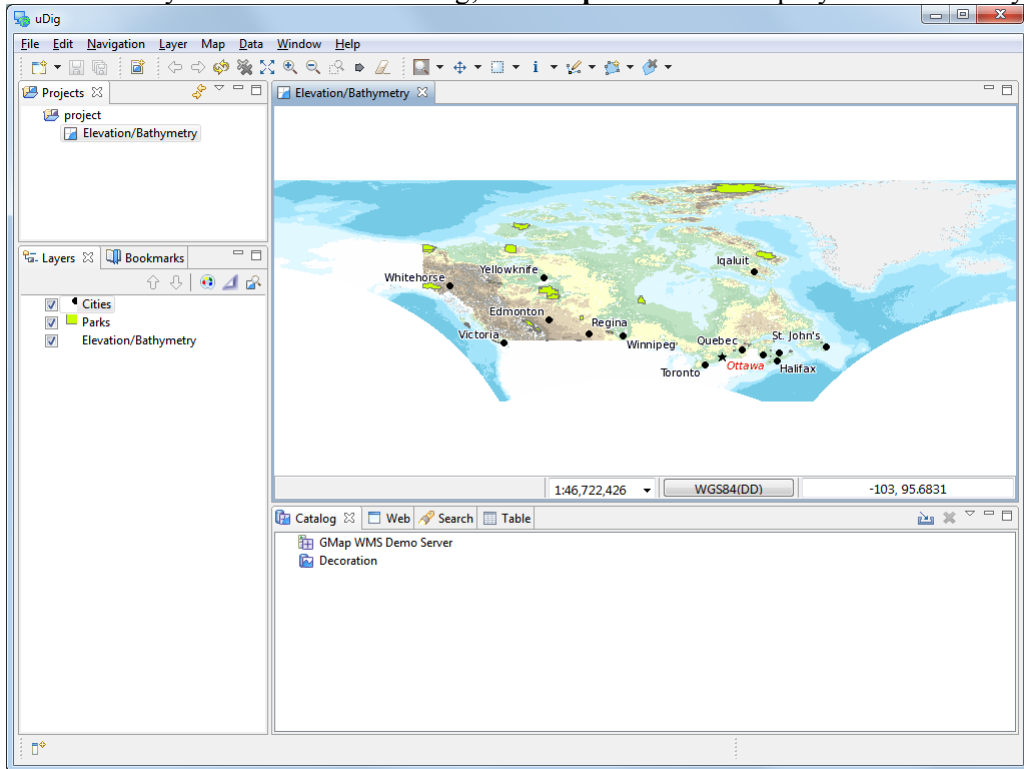 uDig
File Edit Navigation Layer Map Data Window Help
Projects
project
Elevation/Bathymetry
Layers
Bookmarks
Cities
Parks
Elevation/Bathymetry
Elevation/Bathymetry
Iqaluit
Whitehorse
Yellowknife
Edmonton
Regina
Victoria
Winnipeg
Quebec
St. John's
Toronto
Ottawa
Halifax
1:46,722,426
WGS84(DD)
-103, 95.6831
Catalog
Web
Search
Table
GMap WMS Demo Server
Decoration